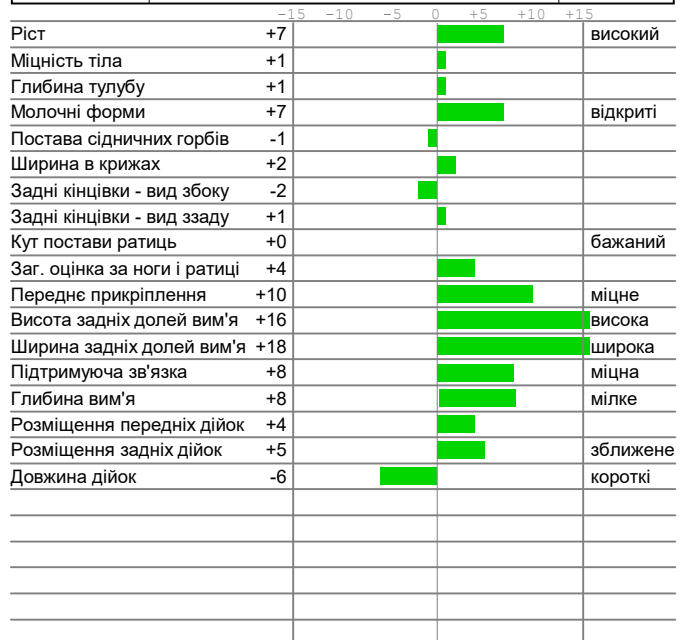 -15 -10 -5 0 +5 +10 +15
Ріст +7 високий
Міцність тіла +1
Глибина тулубу +1
Молочні форми +7 відкриті
Постава сідничних горбів -1
Ширина в крижах +2
Задні кінцівки - вид збоку -2
Задні кінцівки - вид ззаду +1
Кут постави ратиць +0 бажаний
Заг. оцінка за ноги і ратиці +4
Переднє прикріплення +10 міцне
Висота задніх долей вим'я +16 висока
Ширина задніх долей вим'я +18 широка
Підтримуюча зв'язка +8 міцна
Глибина вим'я +8 мілке
Розміщення передніх дійок +4
Розміщення задніх дійок +5 зближене
Довжина дійок -6 короткі